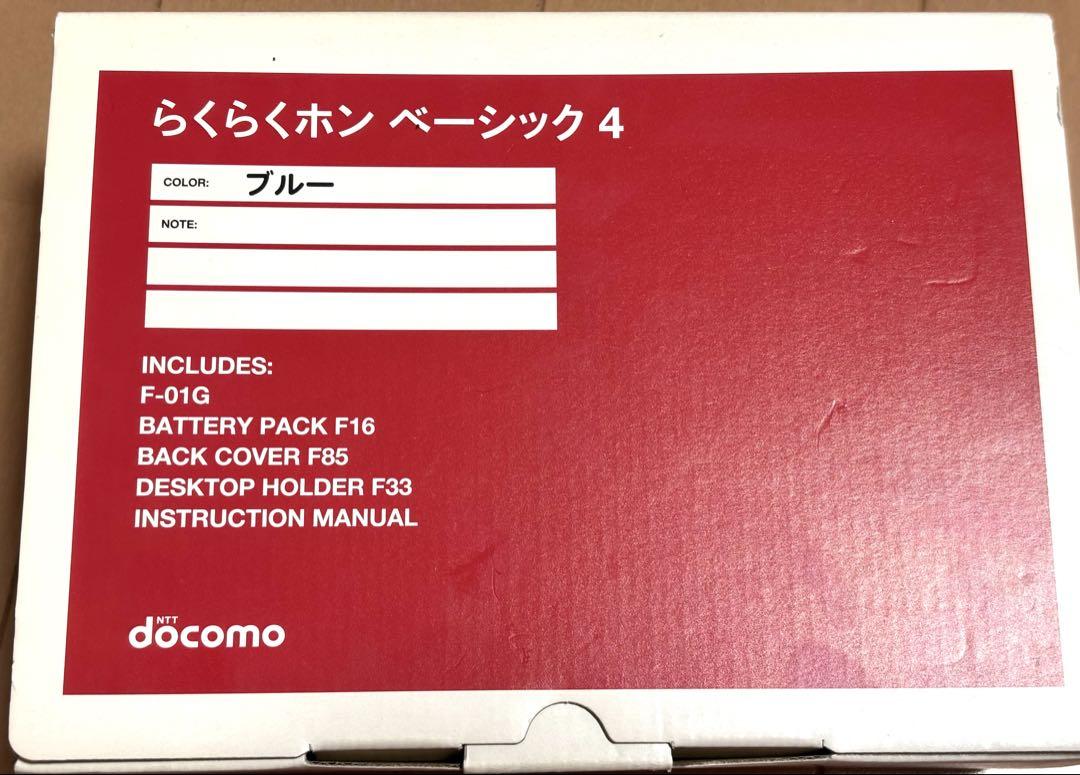 らくらくホン ベーシック 4
COLOR: ブルー
NOTE:
INCLUDES:
F-01G
BATTERY PACK F16
BACK COVER F85
DESKTOP HOLDER F33
INSTRUCTION MANUAL
NTT
docomo